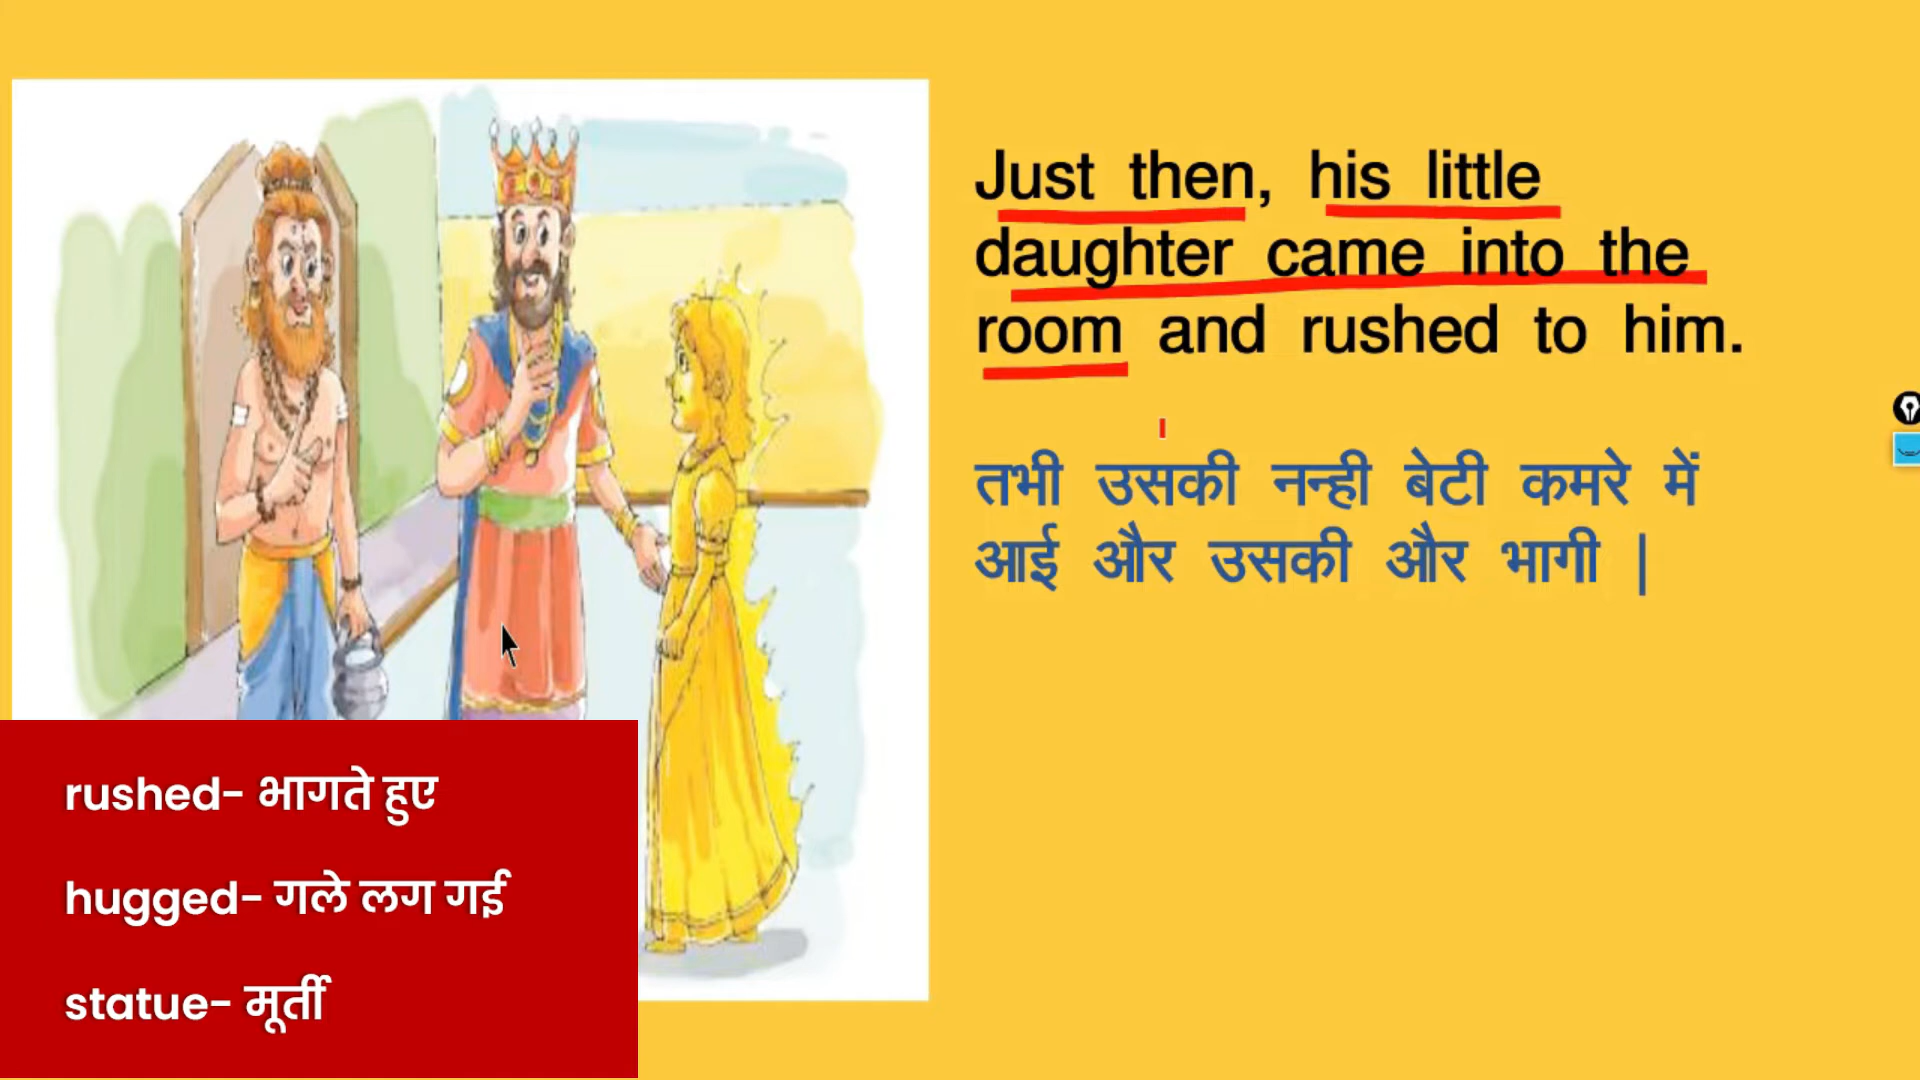 Just then, his little
daughter came into the
room and rushed to him.
तभी उसकी नन्ही बेटी कमरे में
आई और उसकी और भागी |
rushed- भागते हुए
hugged- गले लग गई
statue- मूर्ती